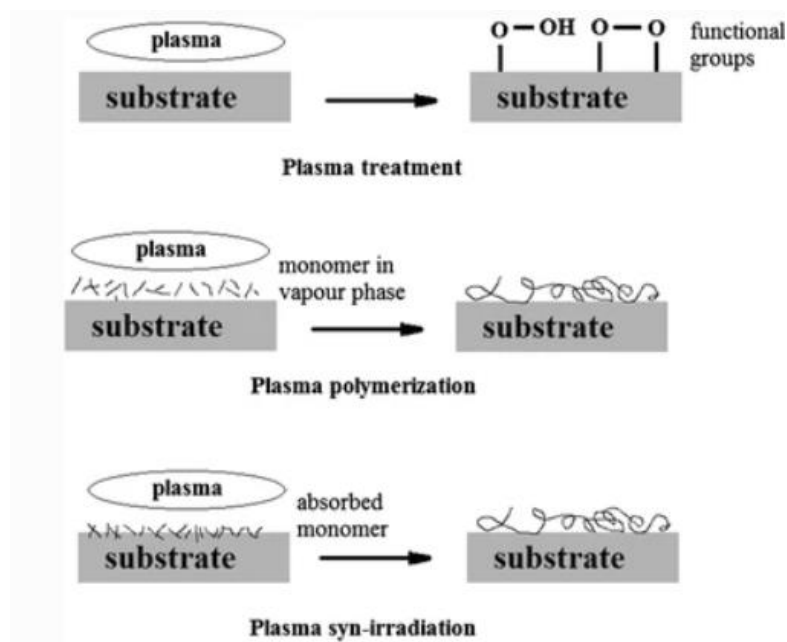 plasma
substrate
O—OH O—O
functional
groups
substrate
Plasma treatment
plasma
monomer in
vapour phase
substrate
substrate
Plasma polymerization
plasma
absorbed
monomer
substrate
substrate
Plasma syn-irradiation